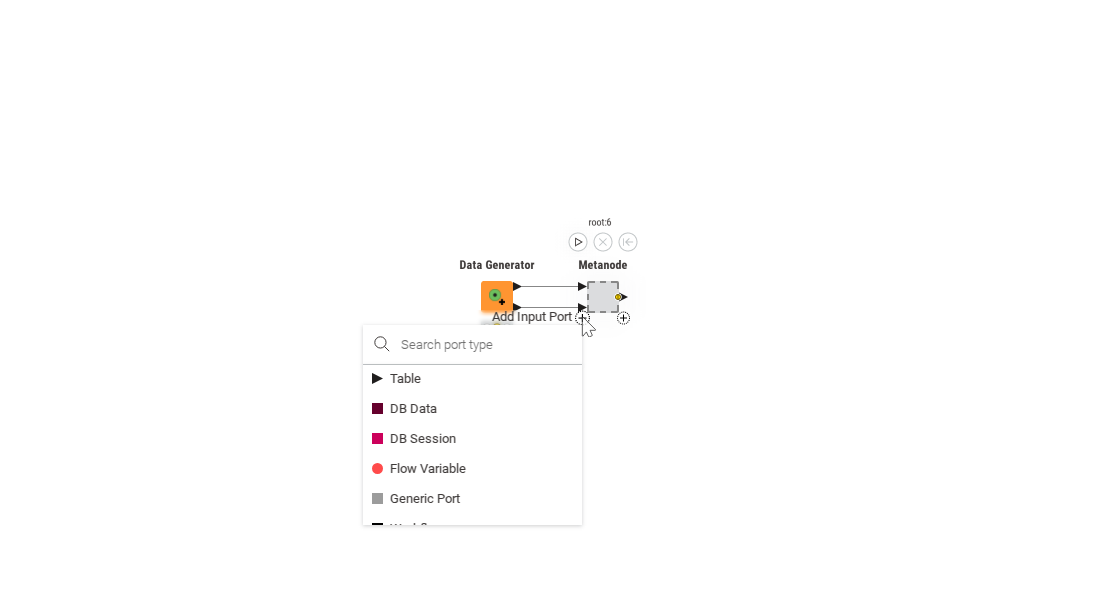 root:6
Data Generator
Metanode
Add Input Port
Search port type
Table
DB Data
DB Session
Flow Variable
Generic Port